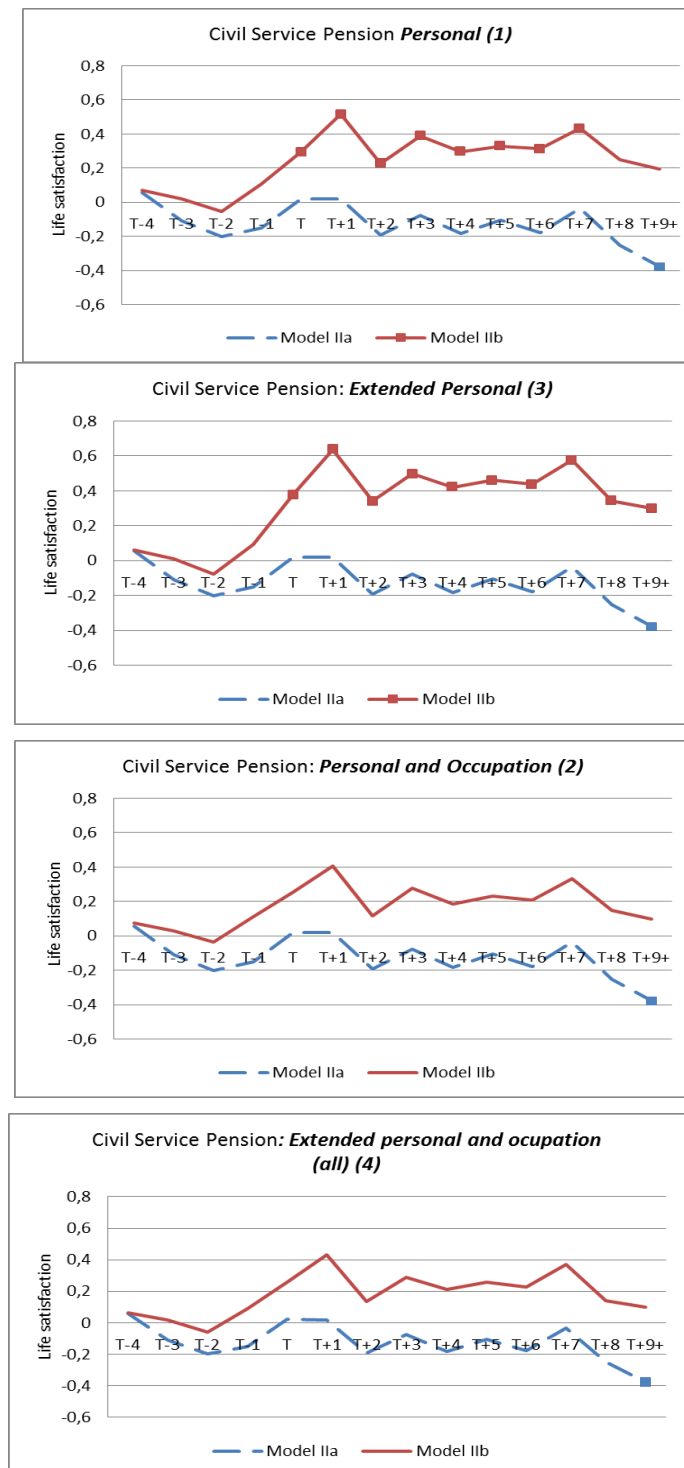 Civil Service Pension Personal (1)
0,8
0,6
0,4
0,2
0
-0,2
-0,4
-0,6
Life satisfaction
T-4 T-3 T-2 T-1 T T+1 T+2 T+3 T+4 T+5 T+6 T+7 T+8 T+9+
Model IIa Model IIb
Civil Service Pension: Extended Personal (3)
0,8
0,6
0,4
0,2
0
-0,2
-0,4
-0,6
Life satisfaction
T-4 T-3 T-2 T-1 T T+1 T+2 T+3 T+4 T+5 T+6 T+7 T+8 T+9+
Model IIa Model IIb
Civil Service Pension: Personal and Occupation (2)
0,8
0,6
0,4
0,2
0
-0,2
-0,4
-0,6
Life satisfaction
T-4 T-3 T-2 T-1 T T+1 T+2 T+3 T+4 T+5 T+6 T+7 T+8 T+9+
Model IIa Model IIb
Civil Service Pension: Extended personal and ocupation
(all) (4)
0,8
0,6
0,4
0,2
0
-0,2
-0,4
-0,6
Life satisfaction
T-4 T-3 T-2 T-1 T T+1 T+2 T+3 T+4 T+5 T+6 T+7 T+8 T+9+
Model IIa Model IIb